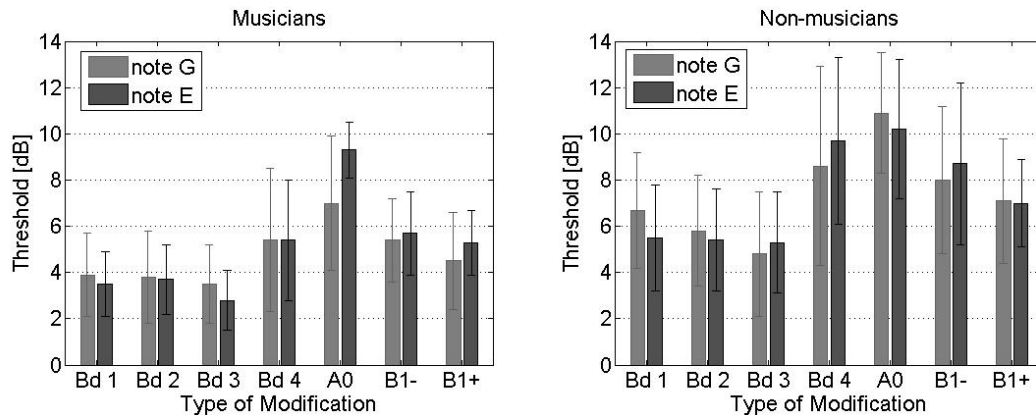 Musicians
14
12
10
8
6
4
2
0
Threshold [dB]
note G
note E
Bd 1 Bd 2 Bd 3 Bd 4 A0 B1- B1+
Type of Modification
Non-musicians
14
12
10
8
6
4
2
0
Threshold [dB]
note G
note E
Bd 1 Bd 2 Bd 3 Bd 4 A0 B1- B1+
Type of Modification